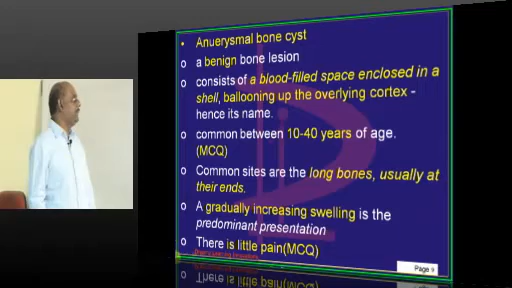 • Anuerysmal bone cyst
o a benign bone lesion
o consists of a blood-filled space enclosed in a
shell, ballooning up the overlying cortex -
hence its name.
o common between 10-40 years of age.
(MCQ)
o Common sites are the long bones, usually at
their ends.
o A gradually increasing swelling is the
predominant presentation
o There is little pain(MCQ)
Page 9